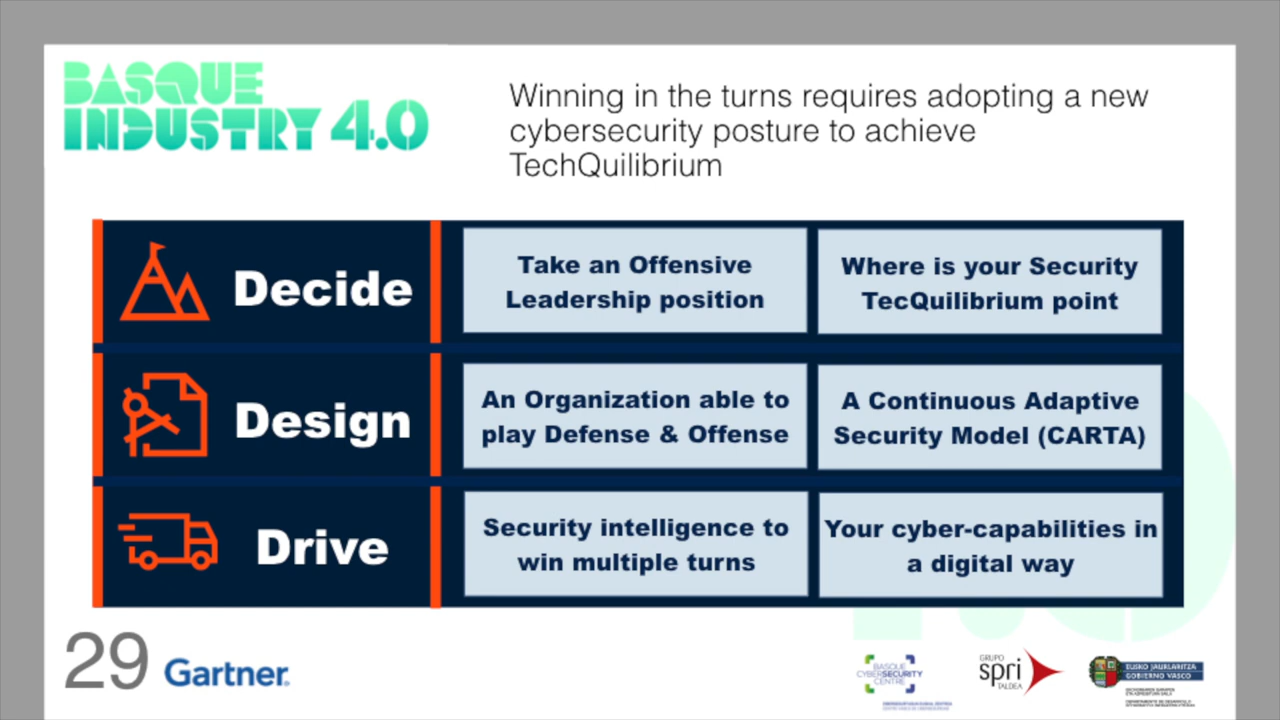 BASQUE
INDUSTRY 4.0
Winning in the turns requires adopting a new
cybersecurity posture to achieve
TechQuilibrium
Decide
Take an Offensive
Leadership position
Where is your Security
TecQuilibrium point
Design
An Organization able to
play Defense & Offense
A Continuous Adaptive
Security Model (CARTA)
Drive
Security intelligence to
win multiple turns
Your cyber-capabilities in
a digital way
29
Gartner
BASQUE
CYBERSECURITY
CENTRE
GRUPO
spri
TALDEA
EUSKO JAURLARITZA
GOBIERNO VASCO